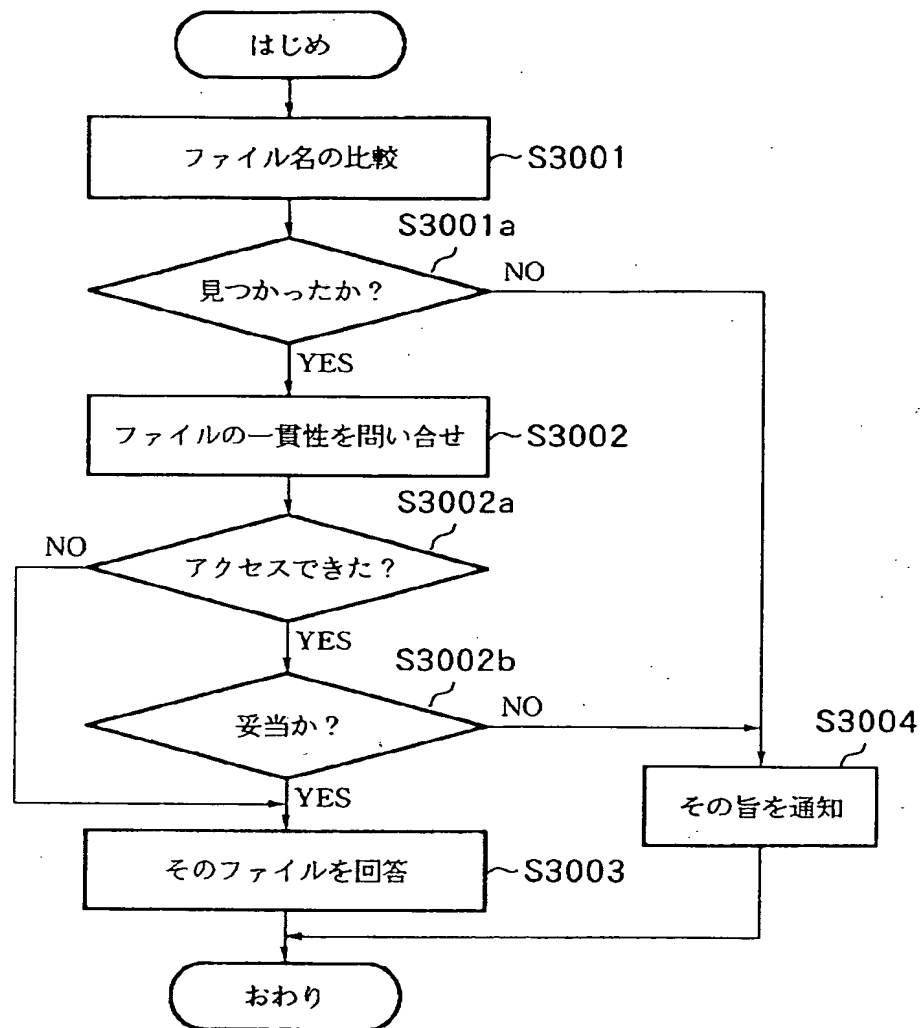 はじめ
ファイル名の比較
S3001
S3001a
見つかったか？
NO
YES
ファイルの一貫性を問い合せ
S3002
S3002a
NO
アクセスできた？
YES
S3002b
妥当か？
NO
S3004
YES
その旨を通知
そのファイルを回答
S3003
おわり